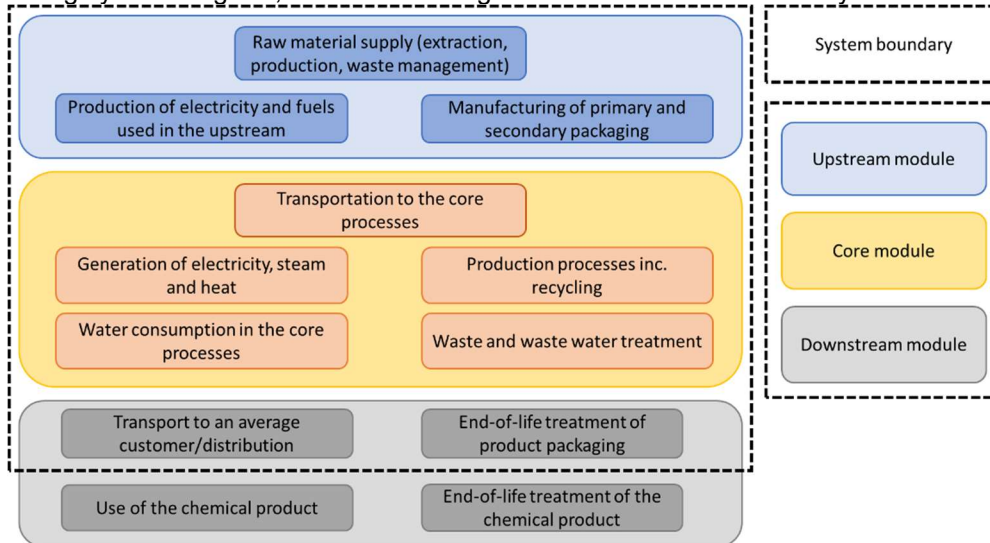 Raw material supply (extraction,
production, waste management)
Production of electricity and fuels
used in the upstream
Manufacturing of primary and
secondary packaging
Transportation to the core
processes
Generation of electricity, steam
and heat
Production processes inc.
recycling
Water consumption in the core
processes
Waste and waste water treatment
Transport to an average
customer/distribution
End-of-life treatment of
product packaging
Use of the chemical product
End-of-life treatment of the
chemical product
System boundary
Upstream module
Core module
Downstream module